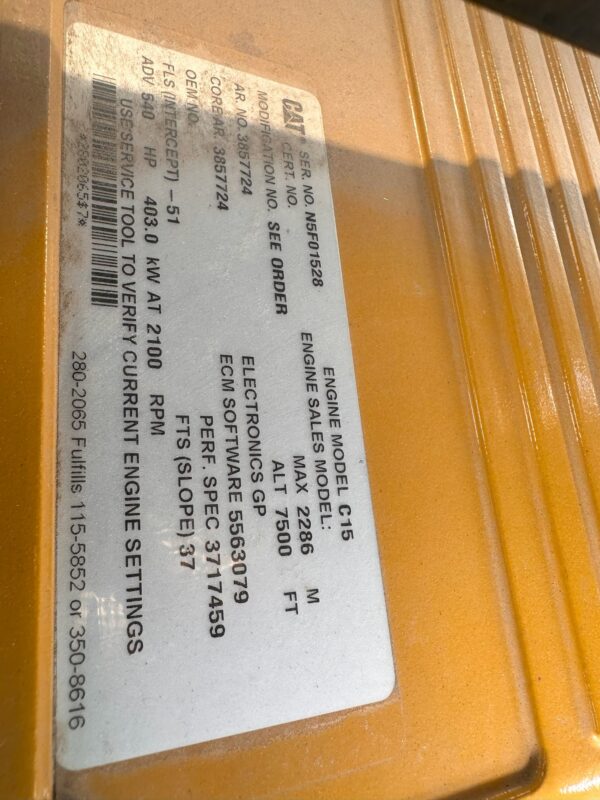 CAT® SER. NO. N5F01528 ENGINE MODEL C15
CERT. NO. ENGINE SALES MODEL:
MODIFICATION NO. SEE ORDER MAX 2286 M
AR. NO. 3857724 ALT 7500 FT
CORE AR. 3857724 ELECTRONICS GP
OEM NO. ECM SOFTWARE 5563079
PERF. SPEC 3717459
FLS (INTERCEPT) -51 FTS (SLOPE) 37
ADV 540 HP 403.0 kW AT 2100 RPM
USE SERVICE TOOL TO VERIFY CURRENT ENGINE SETTINGS
*2802065$7*
280-2065 Fulfills 115-5852 or 350-8616